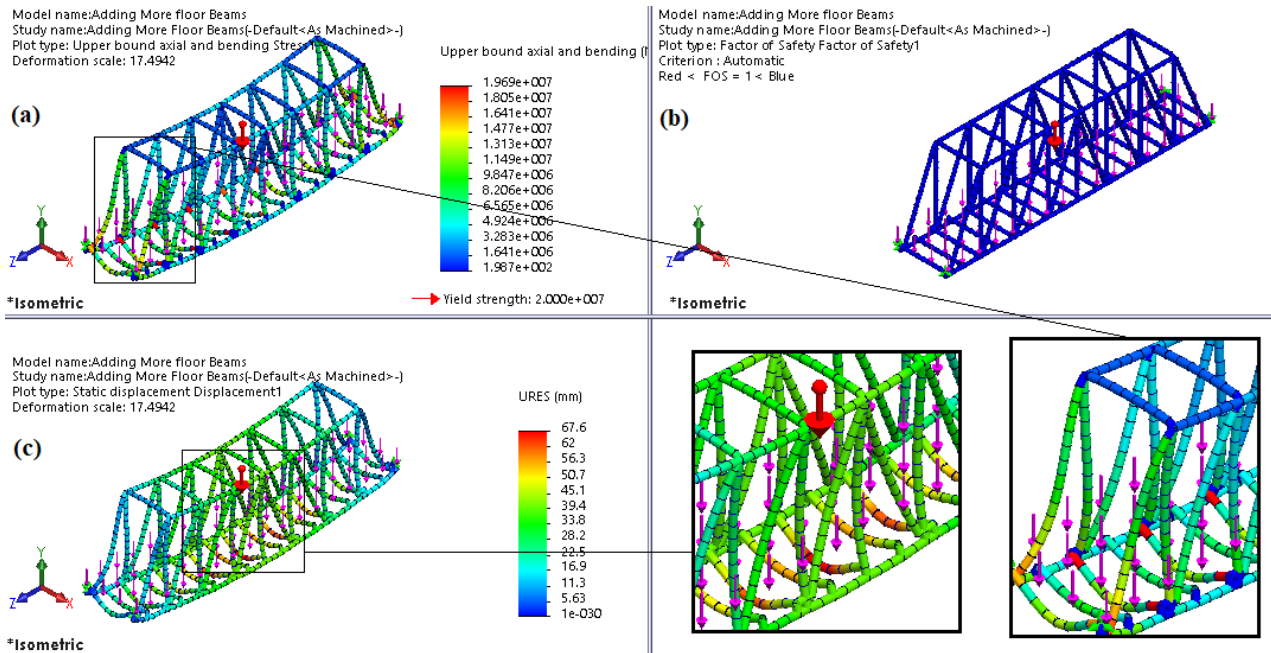 Model name:Adding More floor Beams
Study name:Adding More Floor Beams(-Default<As Machined>-)
Plot type: Upper bound axial and bending Stress
Deformation scale: 17.4942
(a)
Upper bound axial and bending (
1.969e+007
1.805e+007
1.641e+007
1.477e+007
1.313e+007
1.149e+007
9.847e+006
8.206e+006
6.565e+006
4.924e+006
3.283e+006
1.641e+006
1.987e+002
Yield strength: 2.000e+007
Y
Z
X
*Isometric
Model name:Adding More floor Beams
Study name:Adding More Floor Beams(-Default<As Machined>-)
Plot type: Factor of Safety Factor of Safety1
Criterion : Automatic
Red < FOS = 1 < Blue
(b)
Y
Z
X
*Isometric
Model name:Adding More floor Beams
Study name:Adding More Floor Beams(-Default<As Machined>-)
Plot type: Static displacement Displacement1
Deformation scale: 17.4942
(c)
URES (mm)
67.6
62
56.3
50.7
45.1
39.4
33.8
28.2
22.5
16.9
11.3
5.63
1e-030
Y
Z
X
*Isometric